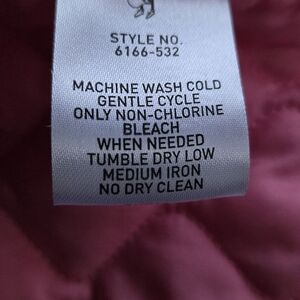 STYLE NO.
6166-532
MACHINE WASH COLD
GENTLE CYCLE
ONLY NON-CHLORINE
BLEACH
WHEN NEEDED
TUMBLE DRY LOW
MEDIUM IRON
NO DRY CLEAN